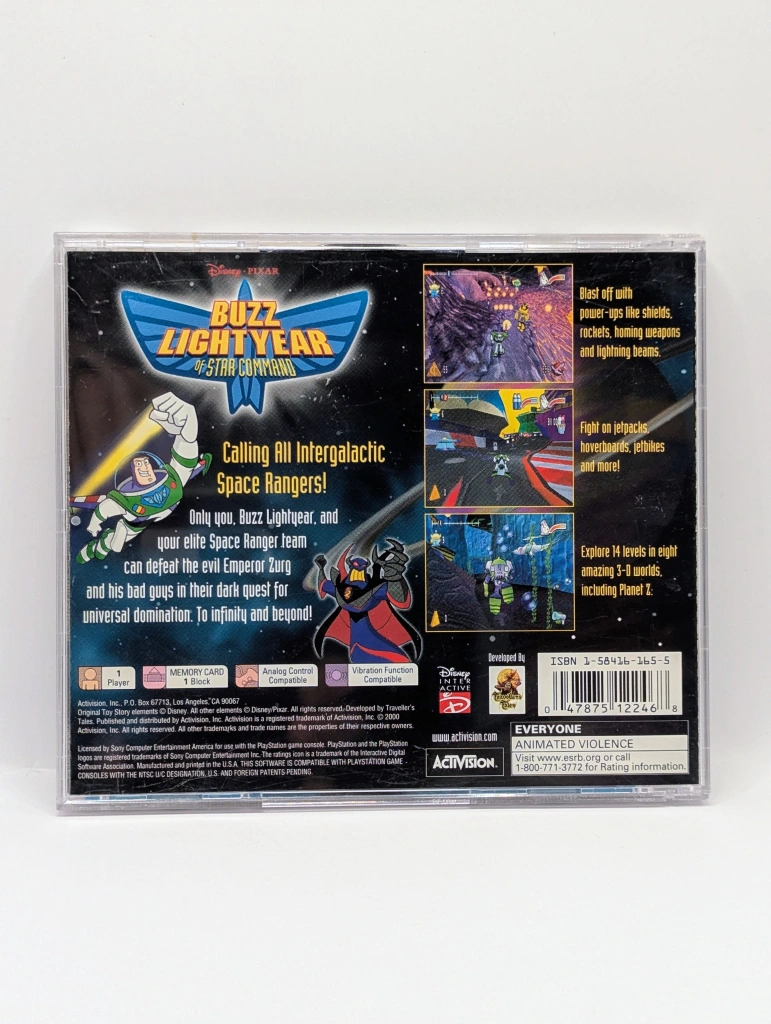 Disney · PIXAR
BUZZ
LIGHTYEAR
OF STAR COMMAND
Calling All Intergalactic
Space Rangers!
Only you, Buzz Lightyear, and
your elite Space Ranger team
can defeat the evil Emperor Zurg
and his bad guys in their dark quest for
universal domination. To infinity and beyond!
Blast off with
power-ups like shields,
rockets, homing weapons
and lightning beams.
Fight on jetpacks,
hoverboards, jetbikes
and more!
Explore 14 levels in eight
amazing 3-D worlds,
including Planet Z.
1
Player
MEMORY CARD
1 Block
Analog Control
Compatible
Vibration Function
Compatible
Activision, Inc., P.O. Box 67713, Los Angeles, CA 90067
Original Toy Story elements © Disney. All other elements © Disney/Pixar. All rights reserved. Developed by Traveller's
Tales. Published and distributed by Activision, Inc. Activision is a registered trademark of Activision, Inc. © 2000
Activision, Inc. All rights reserved. All other trademarks and trade names are the properties of their respective owners.
Licensed by Sony Computer Entertainment America for use with the PlayStation game console. PlayStation and the PlayStation
logos are registered trademarks of Sony Computer Entertainment Inc. The ratings icon is a trademark of the Interactive Digital
Software Association. Manufactured and printed in the U.S.A. THIS SOFTWARE IS COMPATIBLE WITH PLAYSTATION GAME
CONSOLES WITH THE NTSC U/C DESIGNATION. U.S. AND FOREIGN PATENTS PENDING.
Disney
INTER
ACTIVE
Developed By
Traveller's
Tales
www.activision.com
ACTIVISION.
ISBN 1-58416-165-5
0 47875 12246 8
EVERYONE
ANIMATED VIOLENCE
Visit www.esrb.org or call
1-800-771-3772 for Rating information.